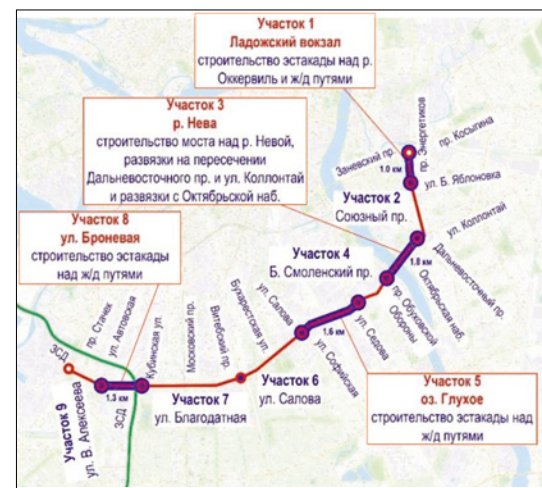 Участок 1
Ладожский вокзал
строительство эстакады над р.
Оккервиль и ж/д путями
Участок 3
р. Нева
строительство моста над р. Невой,
развязки на пересечении
Дальневосточного пр. и ул. Коллонтай
и развязки с Октябрьской наб.
Заневский пр.
пр. Энергетиков
пр. Косыгина
1.0 км
ул. Б. Яблоновка
Участок 2
Союзный пр.
ул. Коллонтай
Участок 8
ул. Броневая
строительство эстакады
над ж/д путями
Участок 4
Б. Смоленский пр.
1.8 км
Дальневосточный пр.
Октябрьская наб.
пр. Обуховской
Обороны
ул. Седова
ул. Салова
1.6 км
ул. Софийская
Бухарестская ул.
Витебский пр.
Московский пр.
Кубинская ул.
ул. Автовская
пр. Стачек
ЗСД
1.3 км
ЗСД
Участок 9
ул. В. Алексеева
Участок 7
ул. Благодатная
Участок 6
ул. Салова
Участок 5
оз. Глухое
строительство эстакады над
ж/д путями